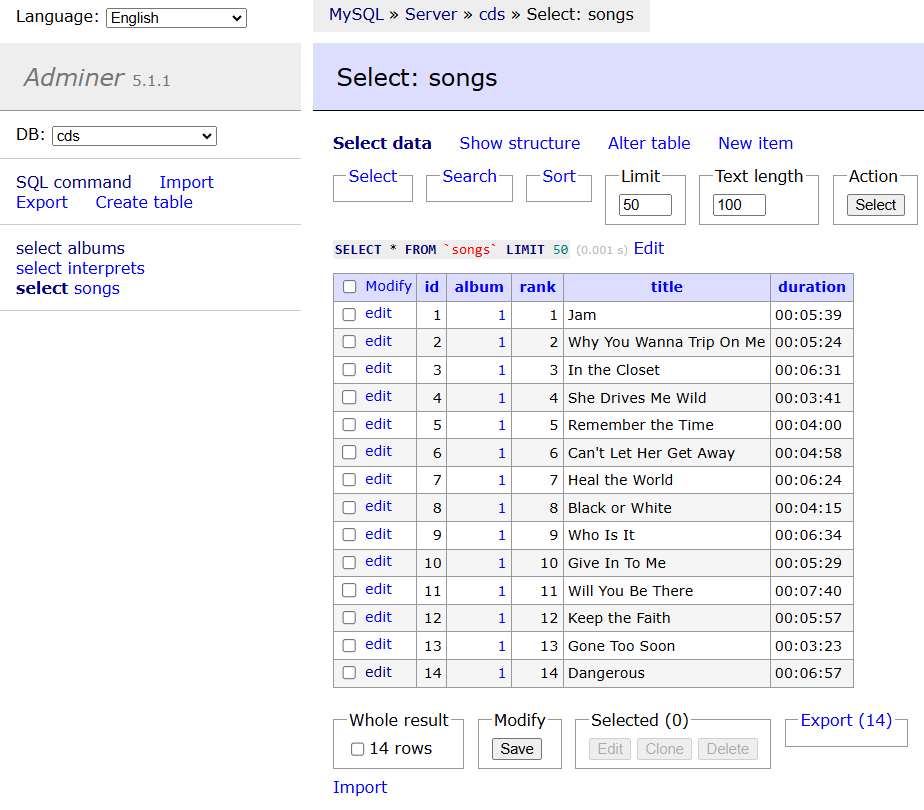 Language: English
MySQL » Server » cds » Select: songs
Adminer 5.1.1
Select: songs
DB: cds
SQL command Import
Export Create table
select albums
select interprets
select songs
Select data Show structure Alter table New item
Select Search Sort Limit Text length Action
50 100 Select
SELECT * FROM `songs` LIMIT 50 (0.001 s) Edit
Modify id album rank title duration
edit 1 1 1 Jam 00:05:39
edit 2 1 2 Why You Wanna Trip On Me 00:05:24
edit 3 1 3 In the Closet 00:06:31
edit 4 1 4 She Drives Me Wild 00:03:41
edit 5 1 5 Remember the Time 00:04:00
edit 6 1 6 Can't Let Her Get Away 00:04:58
edit 7 1 7 Heal the World 00:06:24
edit 8 1 8 Black or White 00:04:15
edit 9 1 9 Who Is It 00:06:34
edit 10 1 10 Give In To Me 00:05:29
edit 11 1 11 Will You Be There 00:07:40
edit 12 1 12 Keep the Faith 00:05:57
edit 13 1 13 Gone Too Soon 00:03:23
edit 14 1 14 Dangerous 00:06:57
Whole result Modify Selected (0) Export (14)
14 rows Save Edit Clone Delete
Import